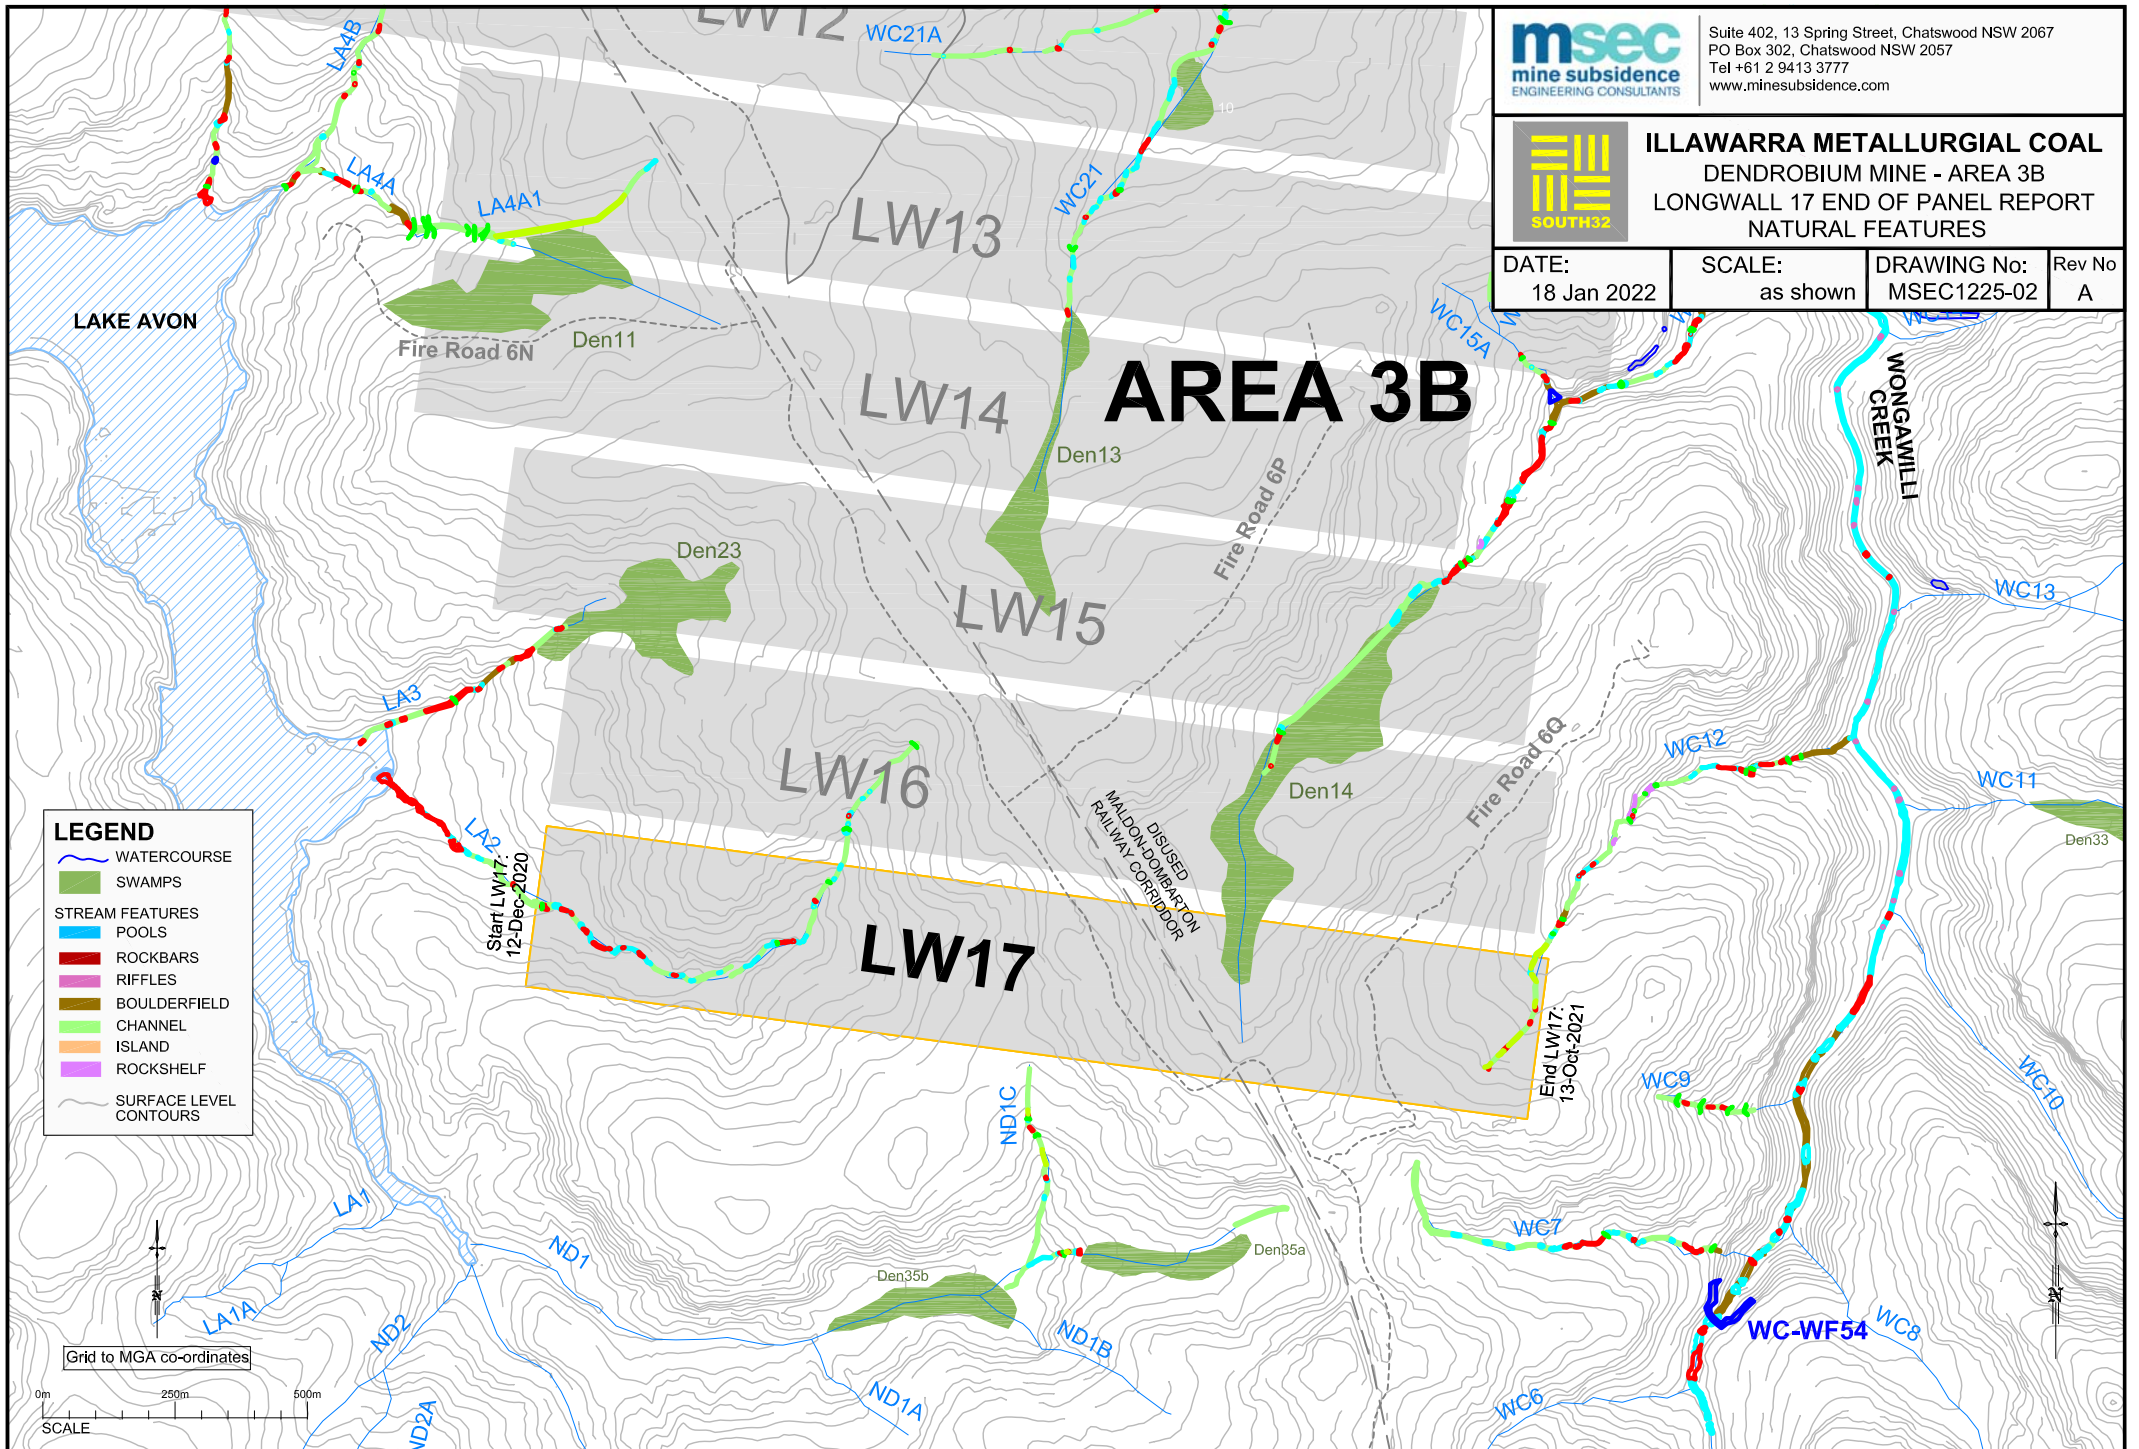 msec
mine subsidence
ENGINEERING CONSULTANTS
Suite 402, 13 Spring Street, Chatswood NSW 2067
PO Box 302, Chatswood NSW 2057
Tel +61 2 9413 3777
www.minesubsidence.com
SOUTH32
ILLAWARRA METALLURGIAL COAL
DENDROBIUM MINE - AREA 3B
LONGWALL 17 END OF PANEL REPORT
NATURAL FEATURES
DATE:
18 Jan 2022
SCALE:
as shown
DRAWING No:
MSEC1225-02
Rev No
A
LW12
WC21A
LA4B
10
LA4A
LA4A1
WC21
LW13
LAKE AVON
Fire Road 6N
Den11
WC15A
WONGAWILLI
CREEK
AREA 3B
LW14
Den13
Fire Road 6P
Den23
LW15
WC13
LA3
LW16
Den14
Fire Road 6Q
WC12
WC11
Den33
MALDON-DOMBARTON
DISUSED
RAILWAY CORRIDDOR
LA2
Start LW17:
12-Dec-2020
LW17
End LW17:
13-Oct-2021
WC10
WC9
LEGEND
WATERCOURSE
SWAMPS
STREAM FEATURES
POOLS
ROCKBARS
RIFFLES
BOULDERFIELD
CHANNEL
ISLAND
ROCKSHELF
SURFACE LEVEL
CONTOURS
ND1C
LA1
LA1A
ND1
ND2
ND2A
Den35a
Den35b
ND1B
ND1A
WC7
WC8
WC-WF54
WC6
N
N
Grid to MGA co-ordinates
0m 250m 500m
SCALE